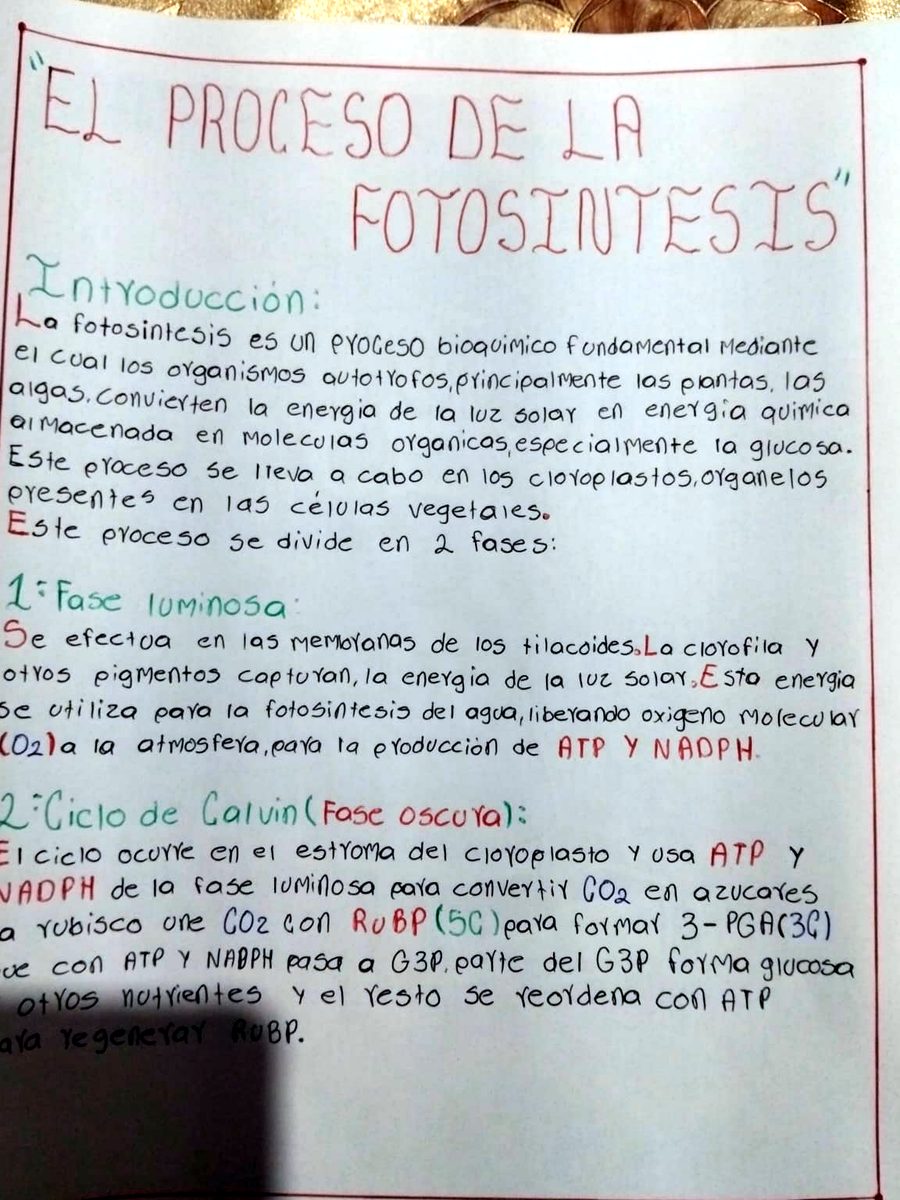 "EL PROCESO DE LA
FOTOSINTESIS"
Introducción:
La fotosintesis es un proceso bioquimico fundamental mediante
el cual los organismos autotrofos, principalmente las plantas, las
algas, convierten la energia de la luz solar en energia quimica
almacenada en moleculas organicas, especialmente la glucosa.
Este proceso se lleva a cabo en los cloroplastos, organelos
presentes en las células vegetales.
Este proceso se divide en 2 fases:
1: Fase luminosa:
Se efectua en las membranas de los tilacoides. La clorofila y
otros pigmentos capturan, la energia de la luz solar. Esta energia
se utiliza para la fotosintesis del agua, liberando oxigeno molecular
(O2) a la atmosfera, para la producción de ATP Y NADPH.
2: Ciclo de Calvin (Fase oscura):
El ciclo ocurre en el estroma del cloroplasto y usa ATP y
NADPH de la fase luminosa para convertir CO2 en azucares
a rubisco une CO2 con RuBP (5C) para formar 3-PGA(3C)
ue con ATP Y NADPH pasa a G3P. parte del G3P forma glucosa
otros nutrientes y el resto se reordena con ATP
ara regenerar RuBP.